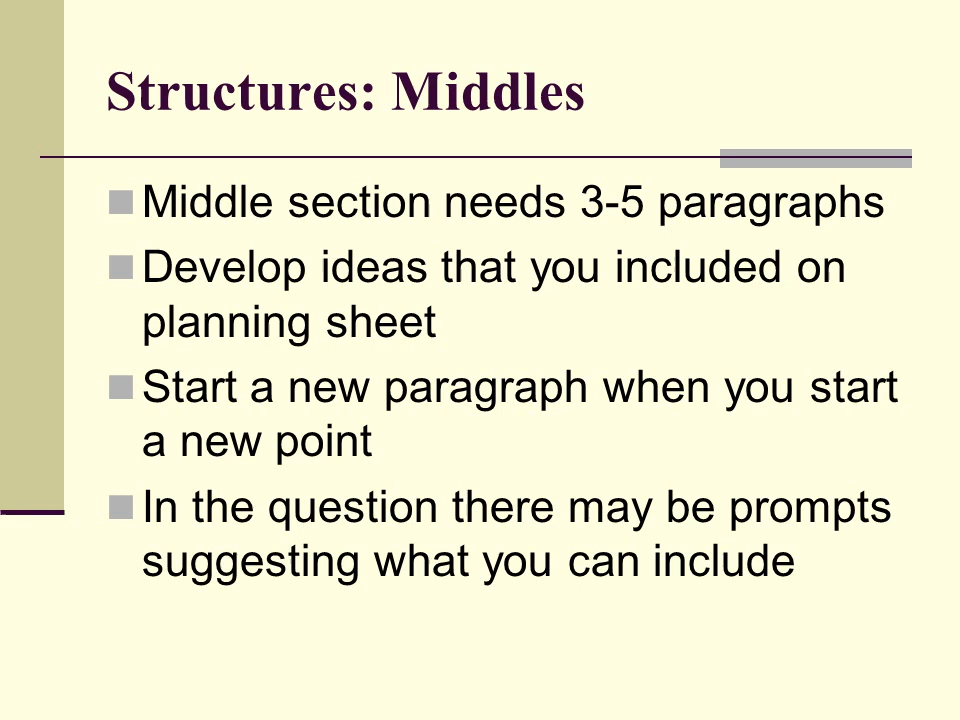 Structures: Middles
Middle section needs 3-5 paragraphs
Develop ideas that you included on
planning sheet
Start a new paragraph when you start
a new point
In the question there may be prompts
suggesting what you can include